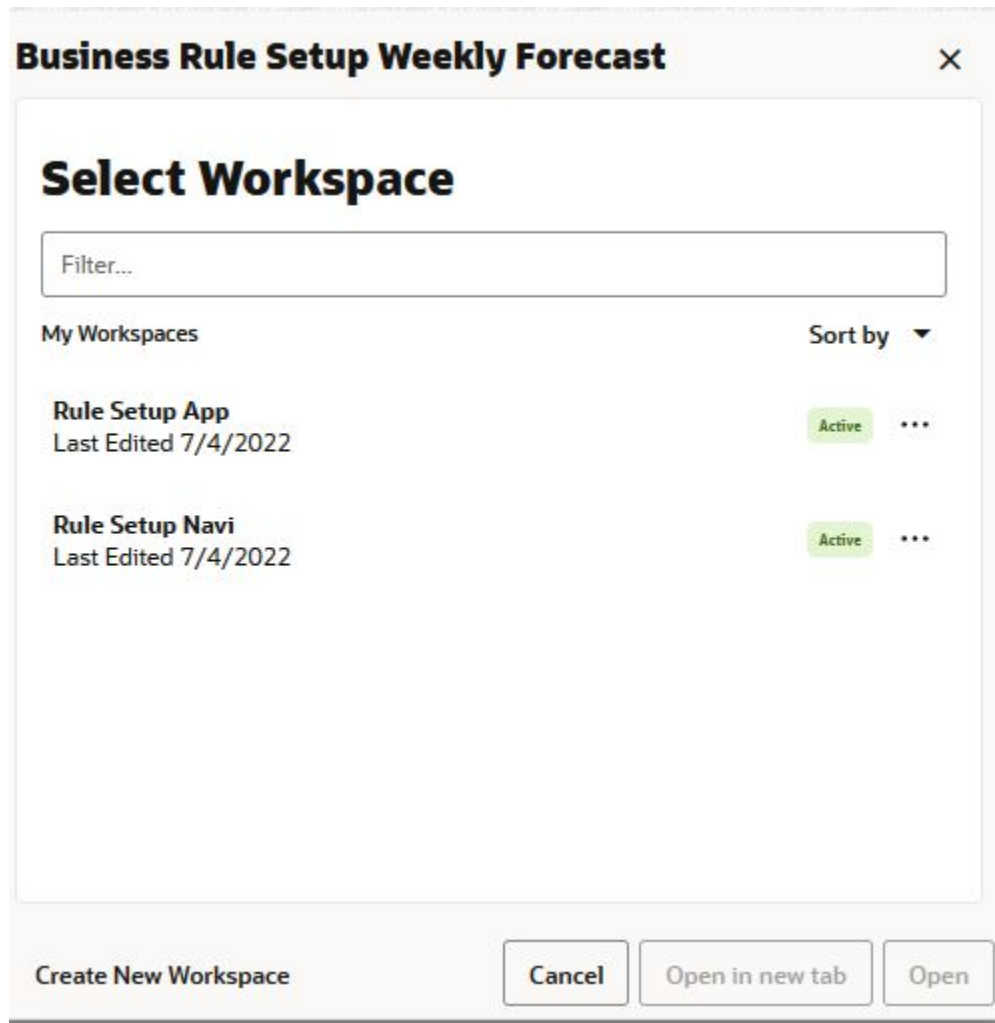 Business Rule Setup Weekly Forecast
Select Workspace
Filter...
My Workspaces Sort by
Rule Setup App
Last Edited 7/4/2022
Active
Rule Setup Navi
Last Edited 7/4/2022
Active
Create New Workspace Cancel Open in new tab Open